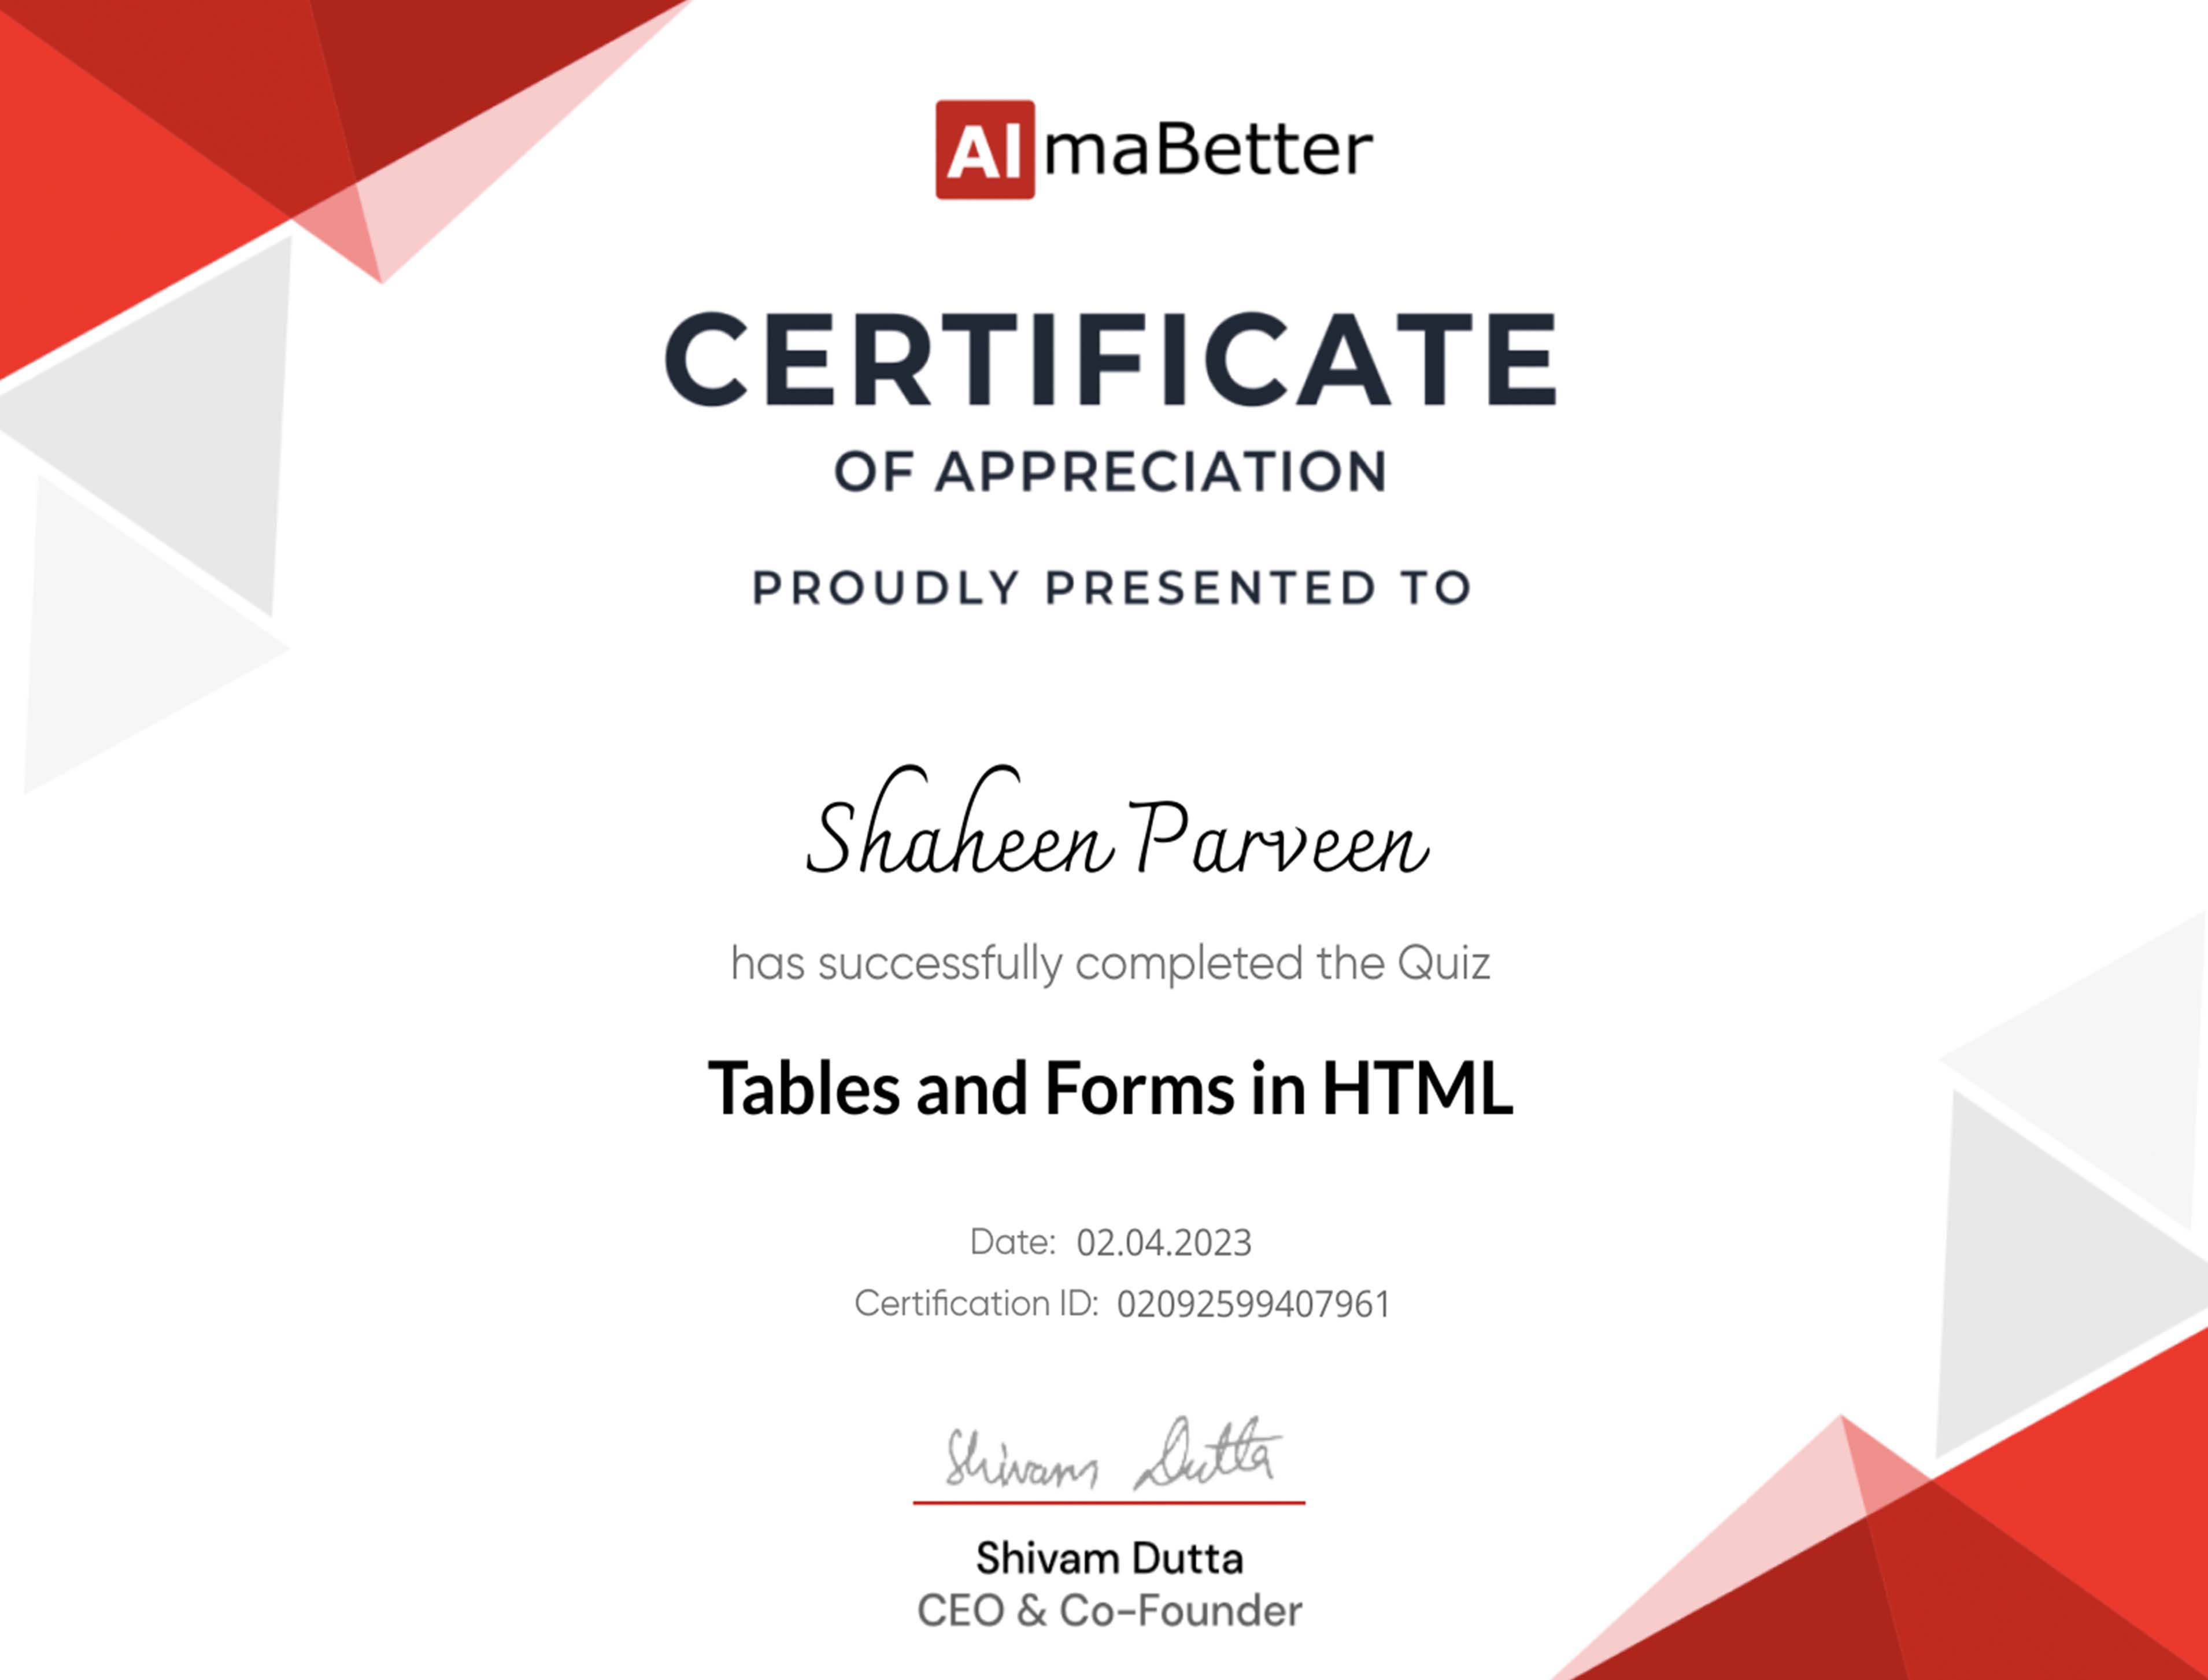 AlmaBetter
CERTIFICATE
OF APPRECIATION
PROUDLY PRESENTED TO
Shaheen Parveen
has successfully completed the Quiz
Tables and Forms in HTML
Date: 02.04.2023
Certification ID: 02092599407961
Shivam Dutta
Shivam Dutta
CEO & Co-Founder